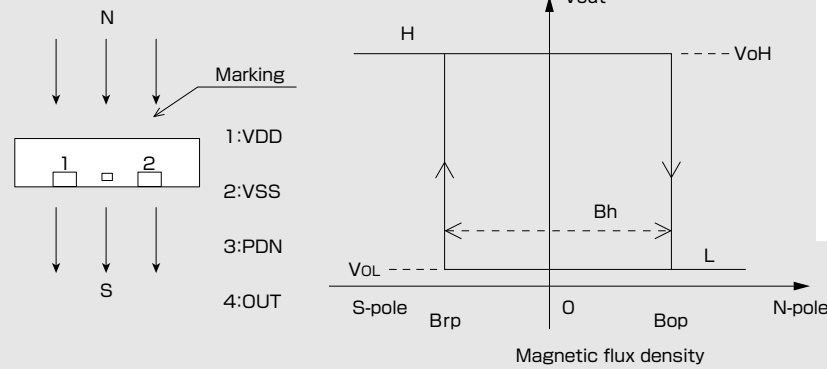 N
Marking
1 2
1:VDD
2:VSS
3:PDN
4:OUT
S
Vout
H
VoH
Bh
VOL
L
S-pole
O
N-pole
Brp
Bop
Magnetic flux density